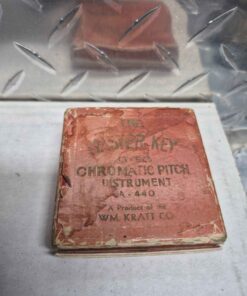 THE
MASTER KEY
CHROMATIC PITCH
INSTRUMENT
A-440
A Product of the
WM. KRATT CO.